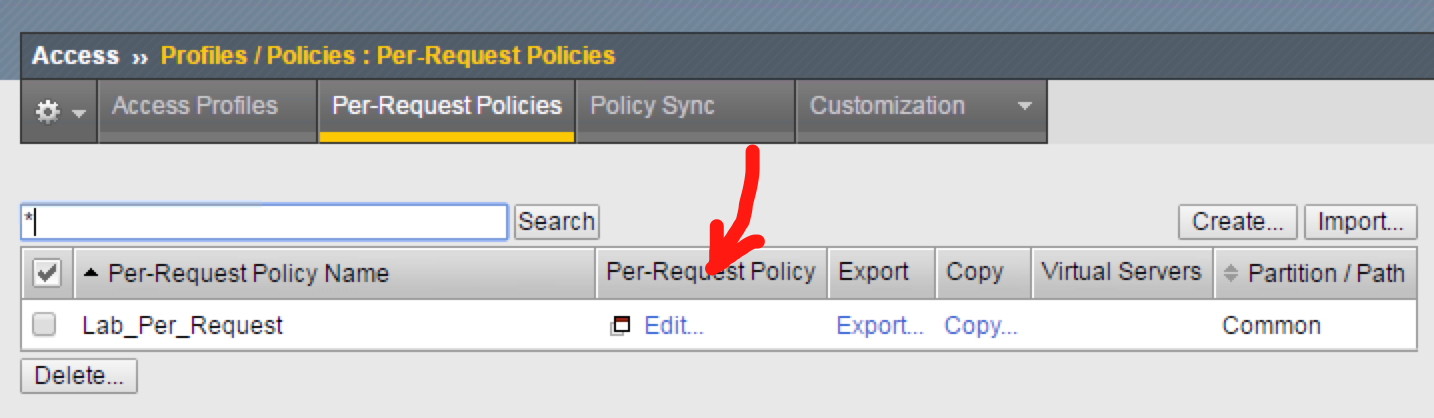 Access ›› Profiles / Policies : Per-Request Policies
Access Profiles Per-Request Policies Policy Sync Customization
* Search Create... Import...
Per-Request Policy Name Per-Request Policy Export Copy Virtual Servers Partition / Path
Lab_Per_Request Edit... Export... Copy... Common
Delete...